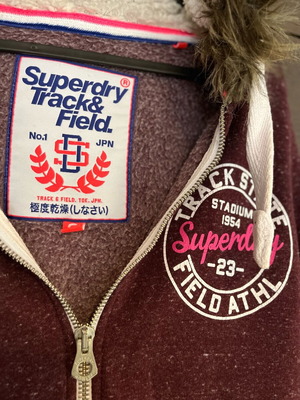 Superdry®
Track&
Field.
No.1 JPN
TRACK & FIELD. TOK. JPN.
極度乾燥(しなさい)
TRACK STATE
STADIUM
1954
Superdry
-23-
FIELD ATHL